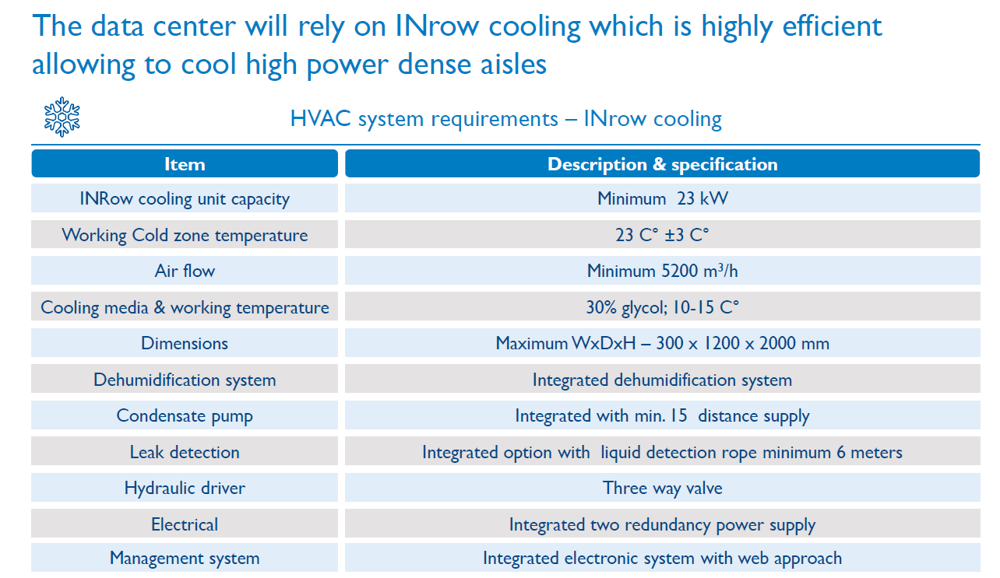 The data center will rely on INrow cooling which is highly efficient
allowing to cool high power dense aisles
HVAC system requirements – INrow cooling
Item Description & specification
INRow cooling unit capacity Minimum  23 kW
Working Cold zone temperature 23 C° ±3 C°
Air flow Minimum 5200 m³/h
Cooling media & working temperature 30% glycol; 10-15 C°
Dimensions Maximum WxDxH – 300 x 1200 x 2000 mm
Dehumidification system Integrated dehumidification system
Condensate pump Integrated with min. 15  distance supply
Leak detection Integrated option with  liquid detection rope minimum 6 meters
Hydraulic driver Three way valve
Electrical Integrated two redundancy power supply
Management system Integrated electronic system with web approach